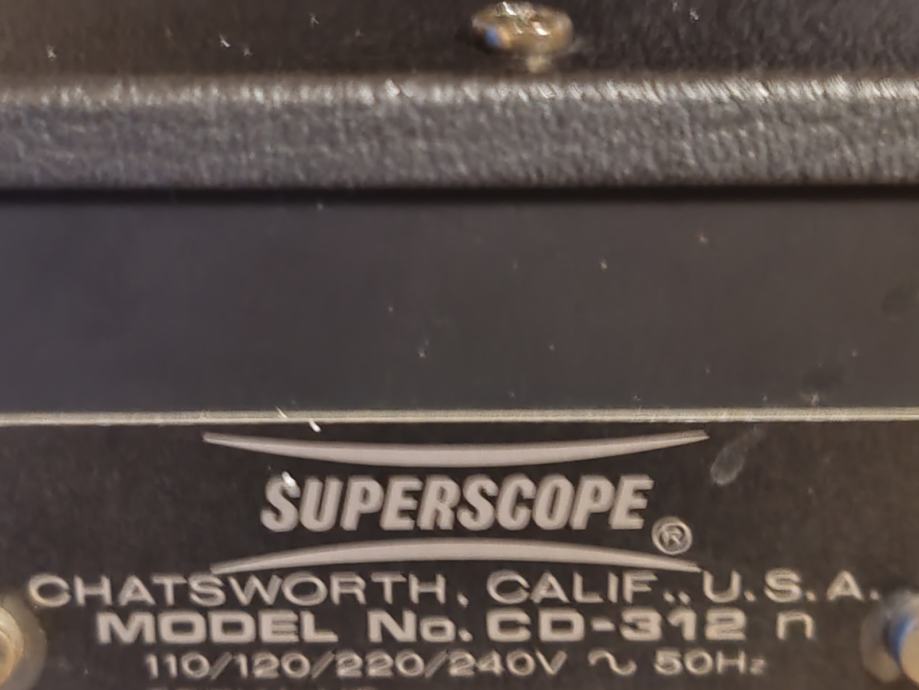 SUPERSCOPE ®
CHATSWORTH, CALIF., U.S.A.
MODEL No. CD-312 n
110/120/220/240V ~ 50Hz